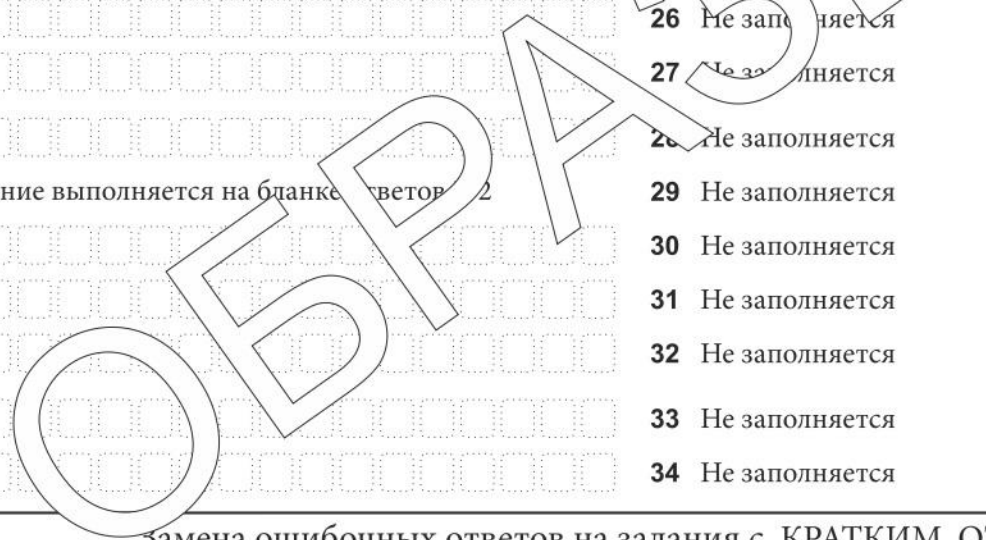 26 Не заполняется
27 Не заполняется
28 Не заполняется
ние выполняется на бланке ответов 2
29 Не заполняется
30 Не заполняется
31 Не заполняется
32 Не заполняется
33 Не заполняется
34 Не заполняется
ОБРАЗ
Замена ошибочных ответов на задания с КРАТКИМ ОТ